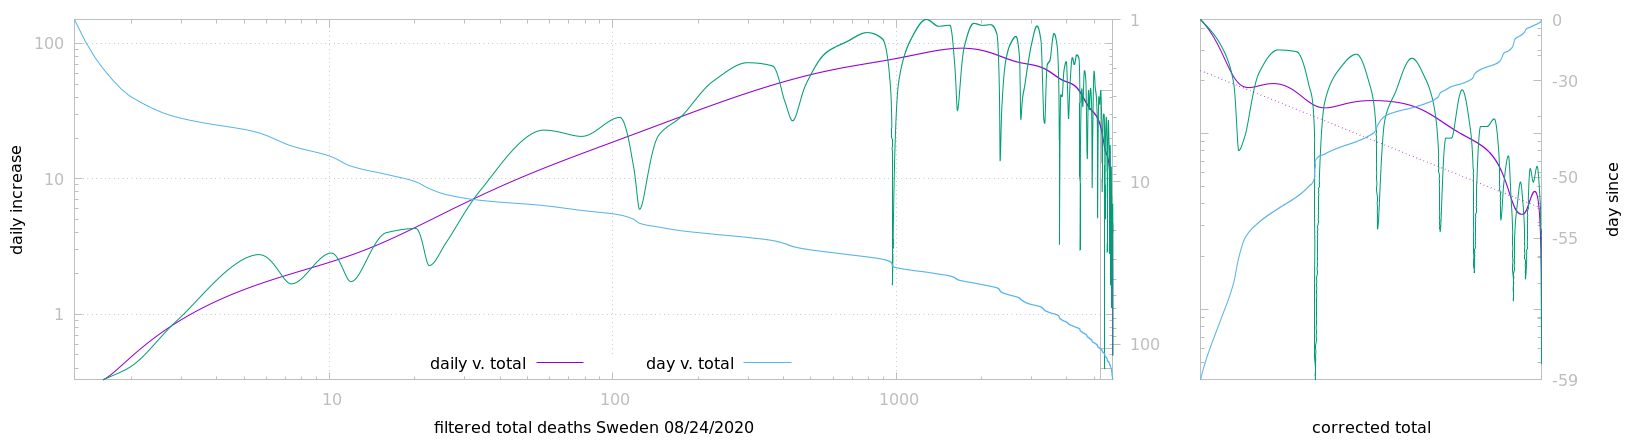 100
10
1
daily increase
10
100
1000
filtered total deaths Sweden 08/24/2020
daily v. total
day v. total
1
10
100
0
-30
-50
-55
-59
day since
corrected total